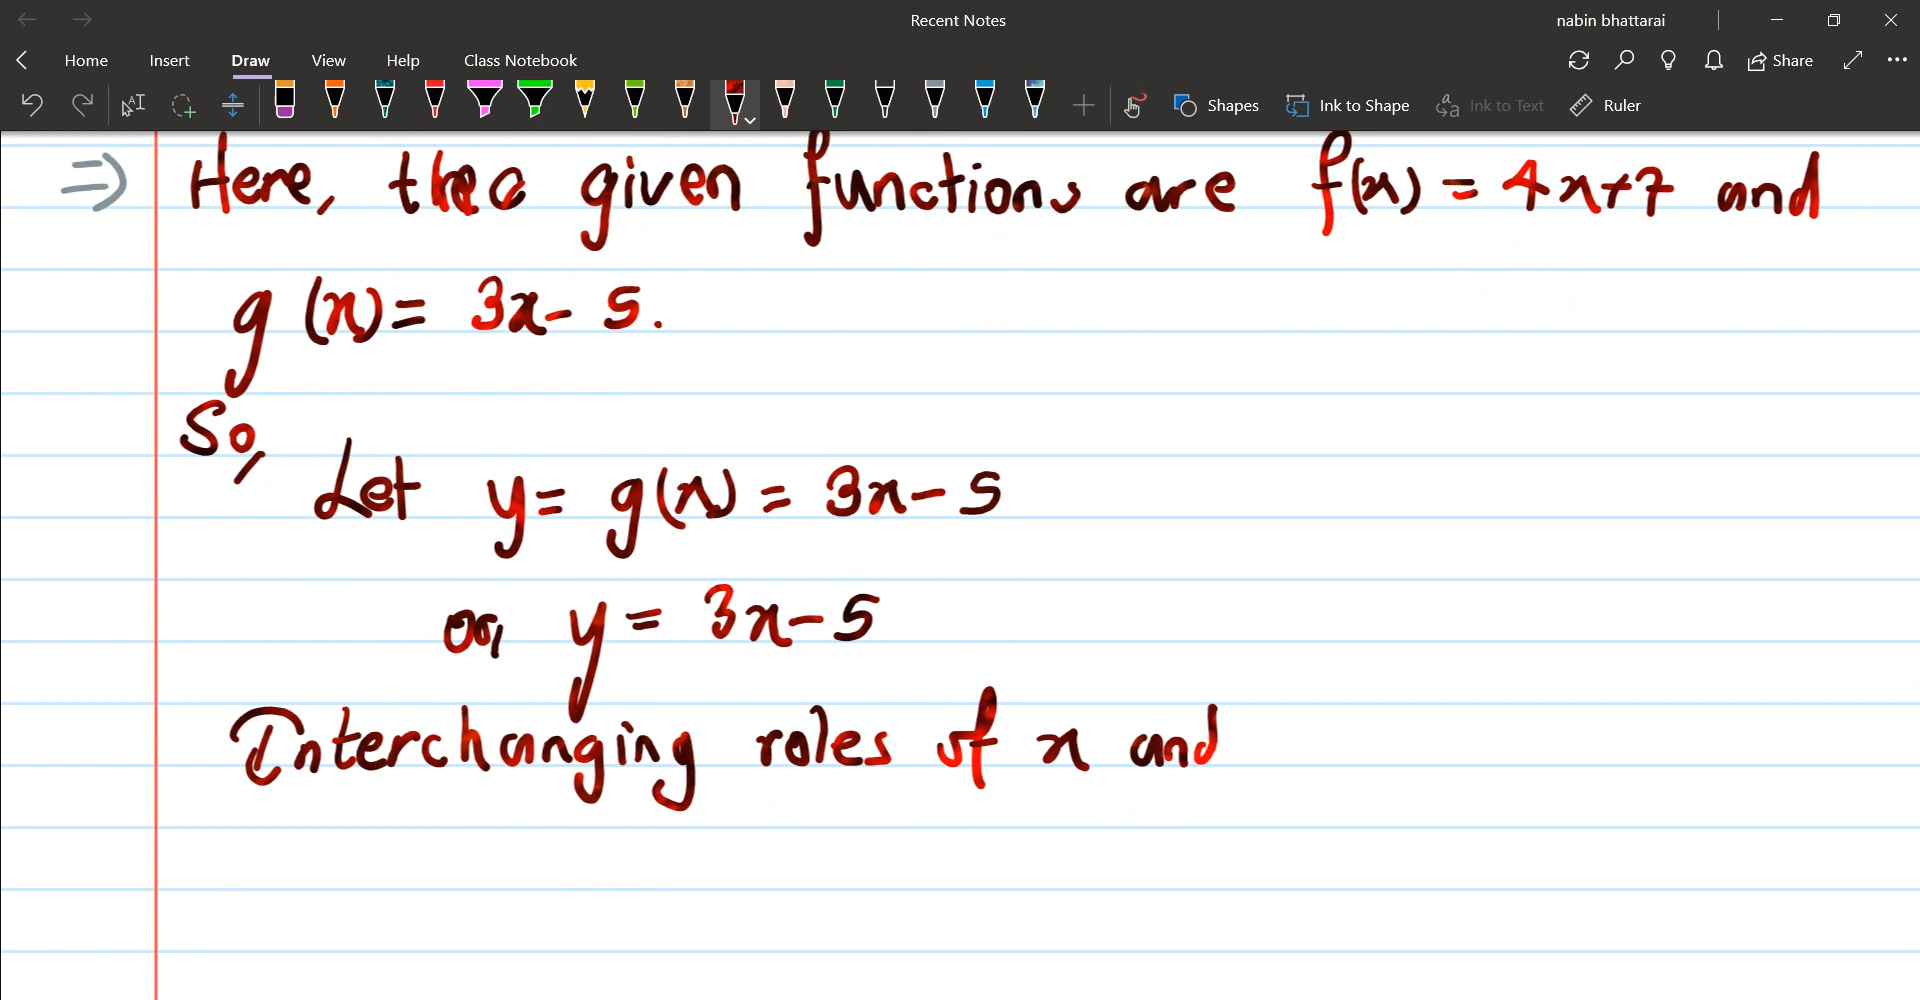 Recent Notes
nabin bhattarai
Home Insert Draw View Help Class Notebook
Share
Shapes Ink to Shape Ink to Text Ruler
⇒ Here, the given functions are f(x) = 4x+7 and
g(x) = 3x- 5.
So,
Let y = g(x) = 3x-5
or, y = 3x-5
Interchanging roles of x and